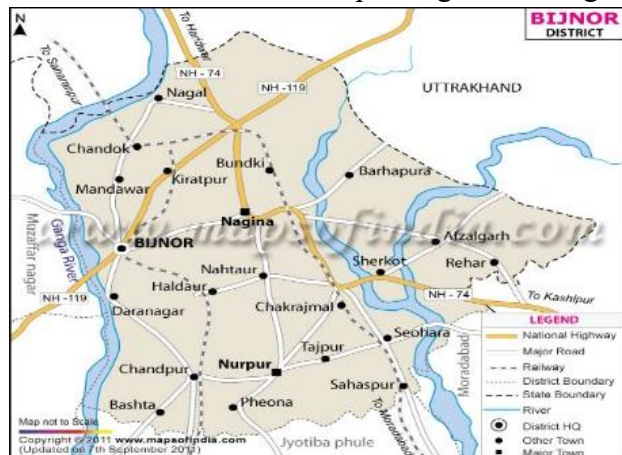 N
BIJNOR
DISTRICT
To Hardwar
NH - 74
NH-119
To Saharanpur
UTTRAKHAND
Nagal
Chandok
Bundki
Barhapura
Mandawar
Kiratpur
Nagina
www.mapsofindia.com
Muzaffar nagar
Ganga River
BIJNOR
Afzalgarh
Sherkot
Rehar
Nahtaur
Haldaur
NH -119
Daranagar
Chakrajmal
NH - 74
To Kashipur
Seohara
Tajpur
Nurpur
Chandpur
Sahaspur
Moradabad
Bashta
Pheona
To Moradabad
Jyotiba phule
LEGEND
National Highway
Major Road
Railway
District Boundary
State Boundary
River
District HQ
Other Town
Major Town
Map not to Scale
Copyright © 2011 www.mapsofindia.com
(Updated on 7th September 2011)